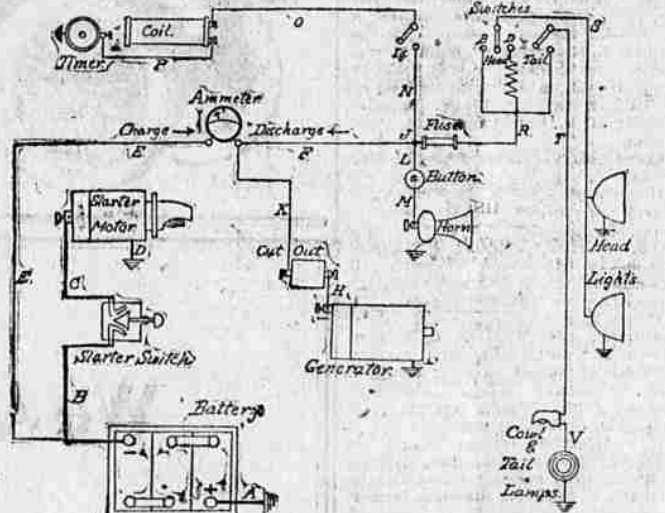 Coil.
O
Switches.
S
Timer.
P
Ig.
B
Head
D
Tail
N
Ammeter
Charge
Discharge
J
Fuse
R
T
E
F
L
Button.
M
Horn
K
Starter
Motor
D
Cut Out
H
Head
Lights.
E
C
Starter Switch
Generator.
B
Battery
Cowl
&
Tail
Lamps.
V
- +
A